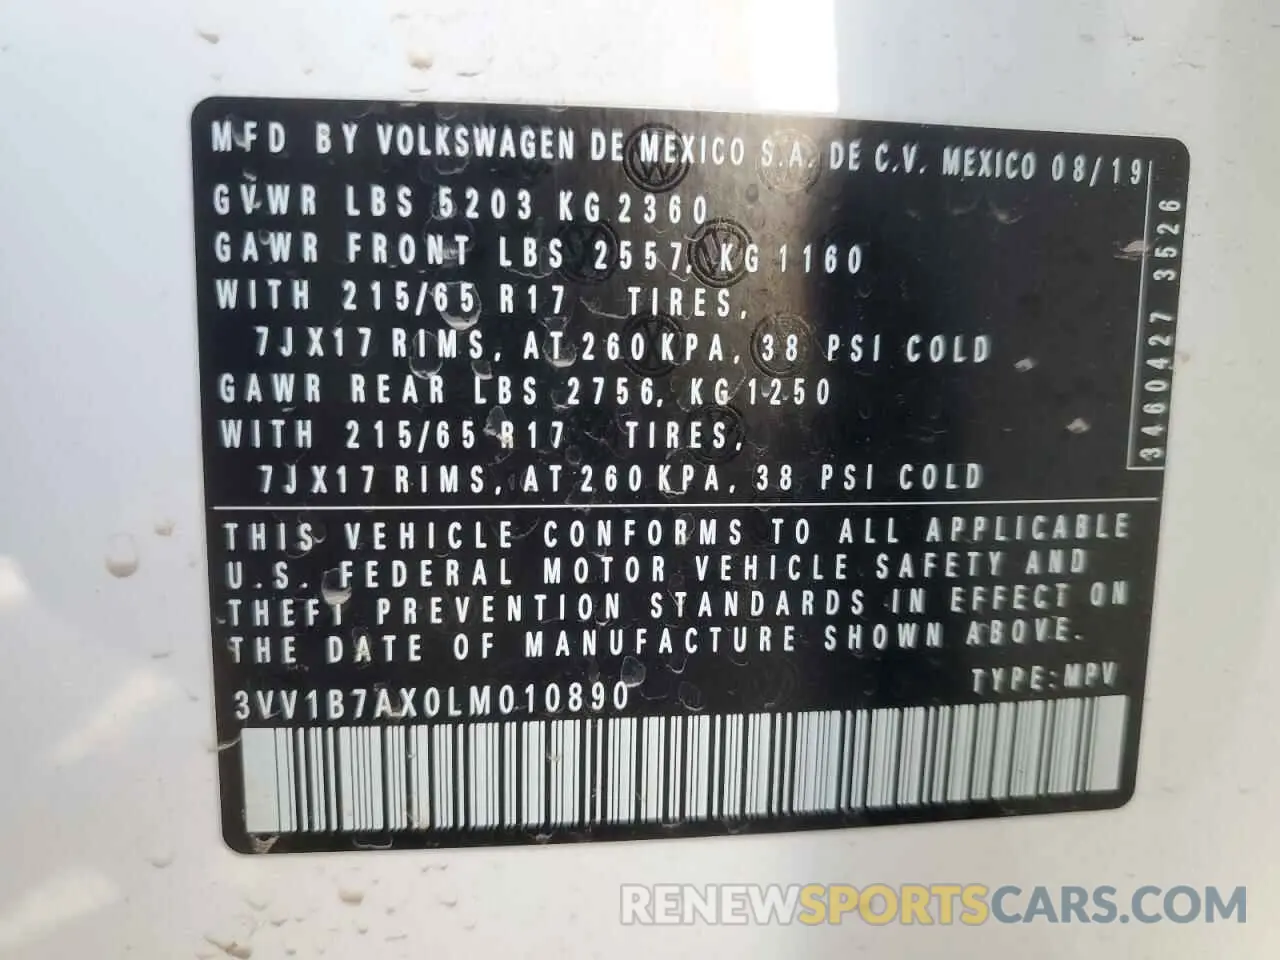 MFD BY VOLKSWAGEN DE MEXICO S.A. DE C.V. MEXICO 08/19
GVWR LBS 5203 KG 2360
GAWR FRONT LBS 2557, KG 1160
WITH 215/65 R17 TIRES,
7JX17 RIMS, AT 260 KPA, 38 PSI COLD
GAWR REAR LBS 2756, KG 1250
WITH 215/65 R17 TIRES,
7JX17 RIMS, AT 260 KPA, 38 PSI COLD
3460427 3526
THIS VEHICLE CONFORMS TO ALL APPLICABLE
U.S. FEDERAL MOTOR VEHICLE SAFETY AND
THEFT PREVENTION STANDARDS IN EFFECT ON
THE DATE OF MANUFACTURE SHOWN ABOVE.
TYPE: MPV
3VV1B7AX0LM010890
RENEWSPORTSCARS.COM